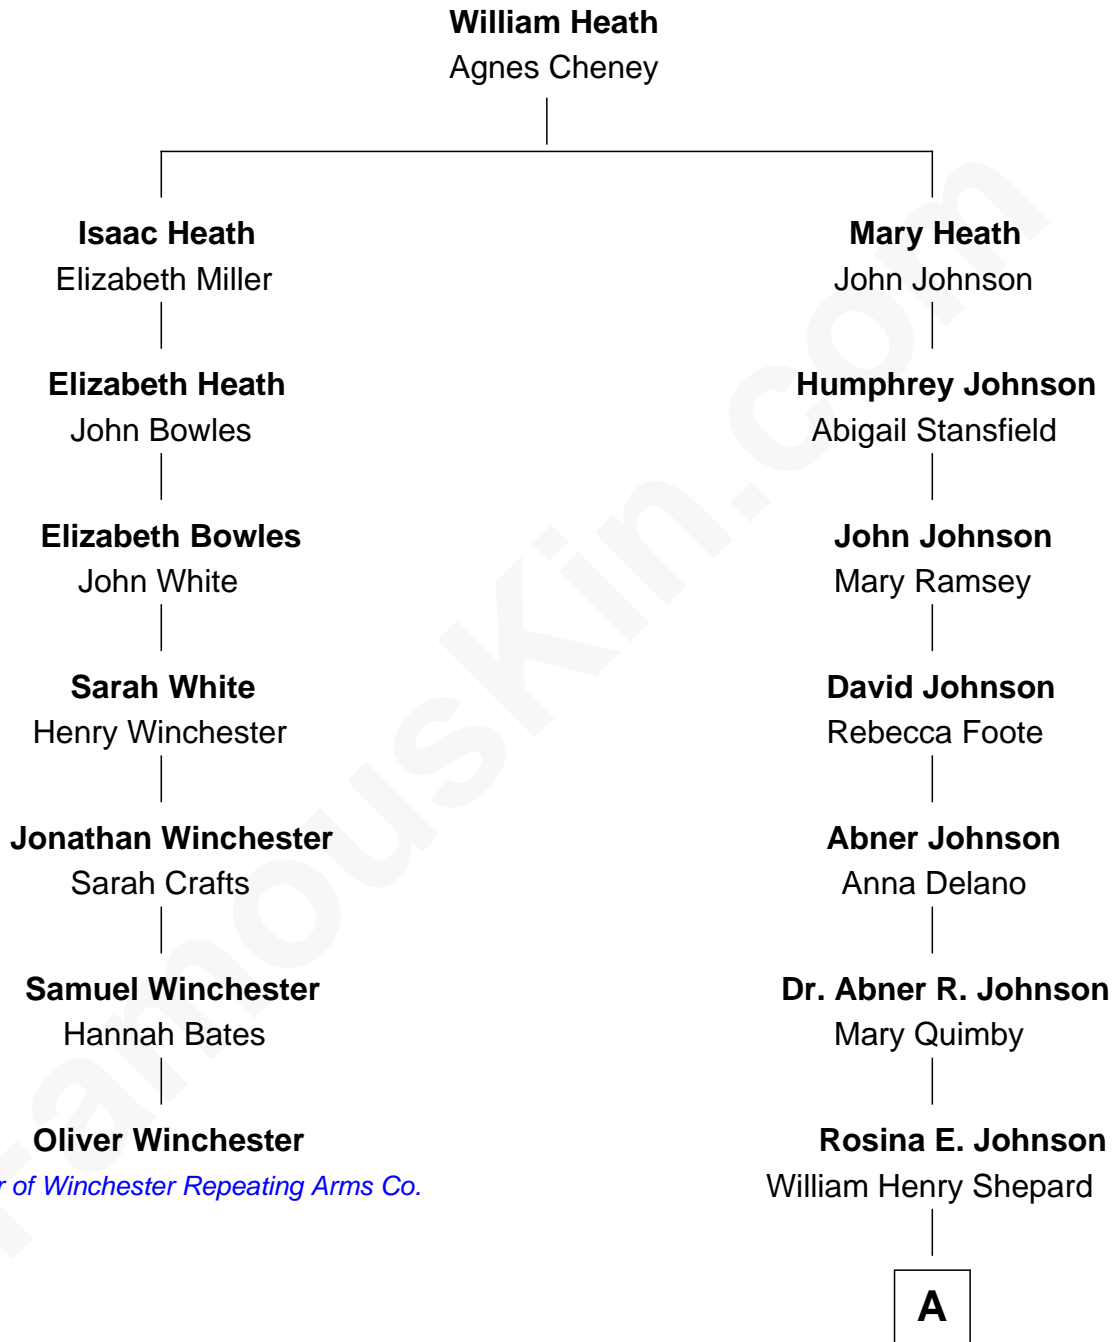 William Heath
Agnes Cheney
Isaac Heath
Elizabeth Miller
Elizabeth Heath
John Bowles
Elizabeth Bowles
John White
Sarah White
Henry Winchester
Jonathan Winchester
Sarah Crafts
Samuel Winchester
Hannah Bates
Oliver Winchester
r of Winchester Repeating Arms Co.
Mary Heath
John Johnson
Humphrey Johnson
Abigail Stansfield
John Johnson
Mary Ramsey
David Johnson
Rebecca Foote
Abner Johnson
Anna Delano
Dr. Abner R. Johnson
Mary Quimby
Rosina E. Johnson
William Henry Shepard
A
FamousKin.com